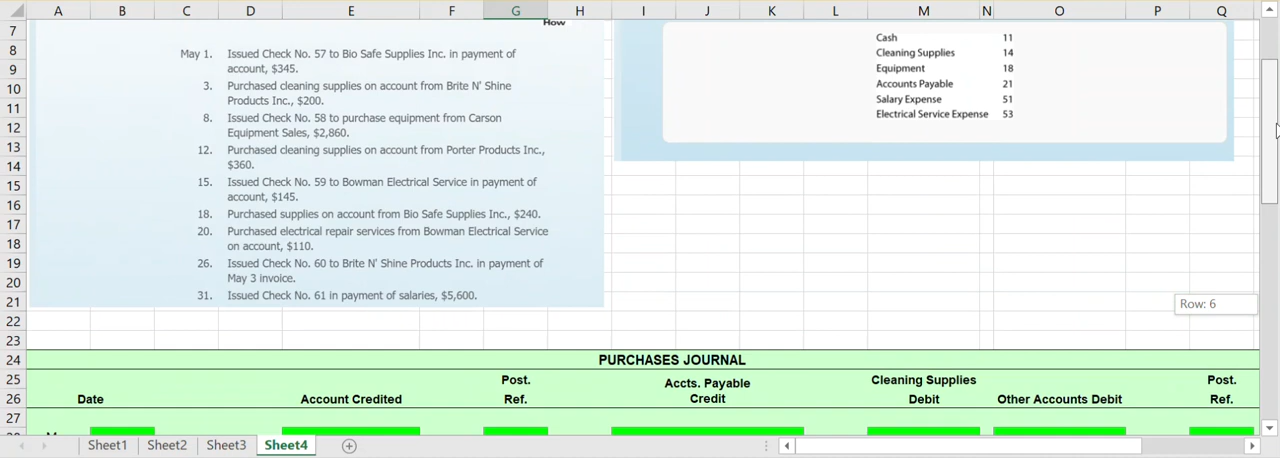 A B C D E F G H I J K L M N O P Q
7 How
8 May 1. Issued Check No. 57 to Bio Safe Supplies Inc. in payment of
9 account, $345.
10 3. Purchased cleaning supplies on account from Brite N' Shine
11 Products Inc., $200.
12 8. Issued Check No. 58 to purchase equipment from Carson
Equipment Sales, $2,860.
13 12. Purchased cleaning supplies on account from Porter Products Inc.,
14 $360.
15 15. Issued Check No. 59 to Bowman Electrical Service in payment of
16 account, $145.
17 18. Purchased supplies on account from Bio Safe Supplies Inc., $240.
18 20. Purchased electrical repair services from Bowman Electrical Service
on account, $110.
19 26. Issued Check No. 60 to Brite N' Shine Products Inc. in payment of
20 May 3 invoice.
21 31. Issued Check No. 61 in payment of salaries, $5,600.
Cash 11
Cleaning Supplies 14
Equipment 18
Accounts Payable 21
Salary Expense 51
Electrical Service Expense 53
Row: 6
22
23
24 PURCHASES JOURNAL
25 Post. Accts. Payable Cleaning Supplies Post.
26 Date Account Credited Ref. Credit Debit Other Accounts Debit Ref.
27
Sheet1 Sheet2 Sheet3 Sheet4